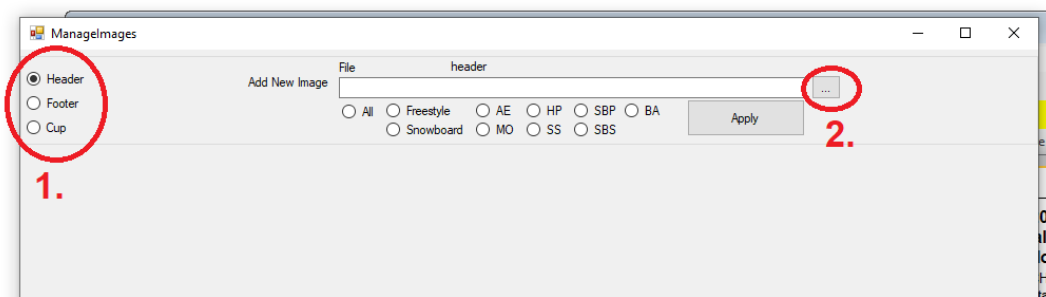 ManageImages
Header
Footer
Cup
1.
File header
Add New Image
...
All Freestyle AE HP SBP BA
Snowboard MO SS SBS
Apply
2.